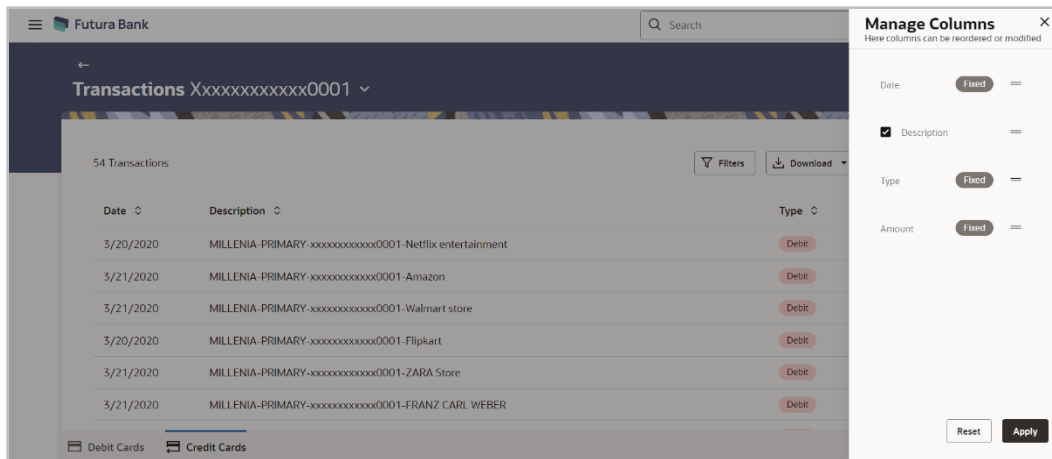 Futura Bank
Search
Transactions Xxxxxxxxxxxx0001
54 Transactions
Filters
Download
Date Description Type
3/20/2020 MILLENIA-PRIMARY-xxxxxxxxxxxx0001-Netflix entertainment Debit
3/21/2020 MILLENIA-PRIMARY-xxxxxxxxxxxx0001-Amazon Debit
3/21/2020 MILLENIA-PRIMARY-xxxxxxxxxxxx0001-Walmart store Debit
3/20/2020 MILLENIA-PRIMARY-xxxxxxxxxxxx0001-Flipkart Debit
3/21/2020 MILLENIA-PRIMARY-xxxxxxxxxxxx0001-ZARA Store Debit
3/21/2020 MILLENIA-PRIMARY-xxxxxxxxxxxx0001-FRANZ CARL WEBER Debit
Debit Cards Credit Cards
Manage Columns
Here columns can be reordered or modified
Date Fixed
Description
Type Fixed
Amount Fixed
Reset Apply